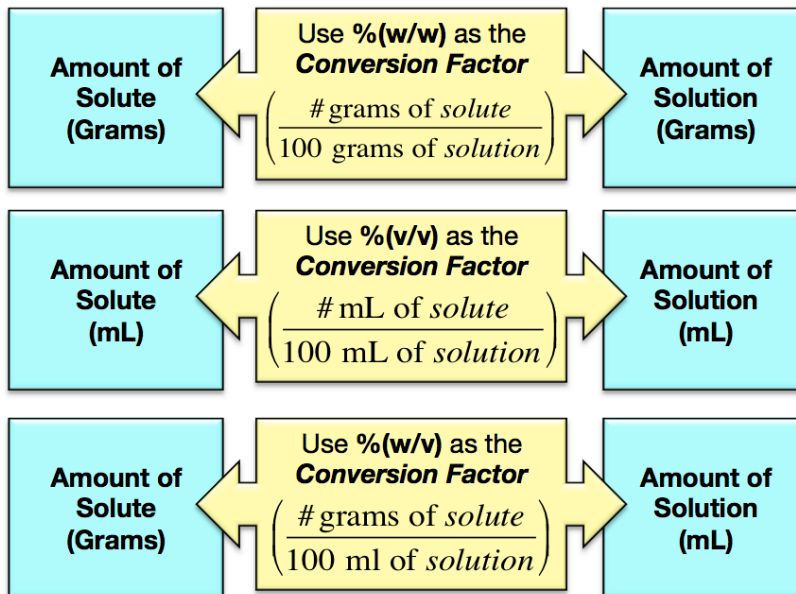 Amount of
Solute
(Grams)
Use %(w/w) as the
Conversion Factor
(# grams of solute
100 grams of solution)
Amount of
Solution
(Grams)
Amount of
Solute
(mL)
Use %(v/v) as the
Conversion Factor
(# mL of solute
100 mL of solution)
Amount of
Solution
(mL)
Amount of
Solute
(Grams)
Use %(w/v) as the
Conversion Factor
(# grams of solute
100 ml of solution)
Amount of
Solution
(mL)